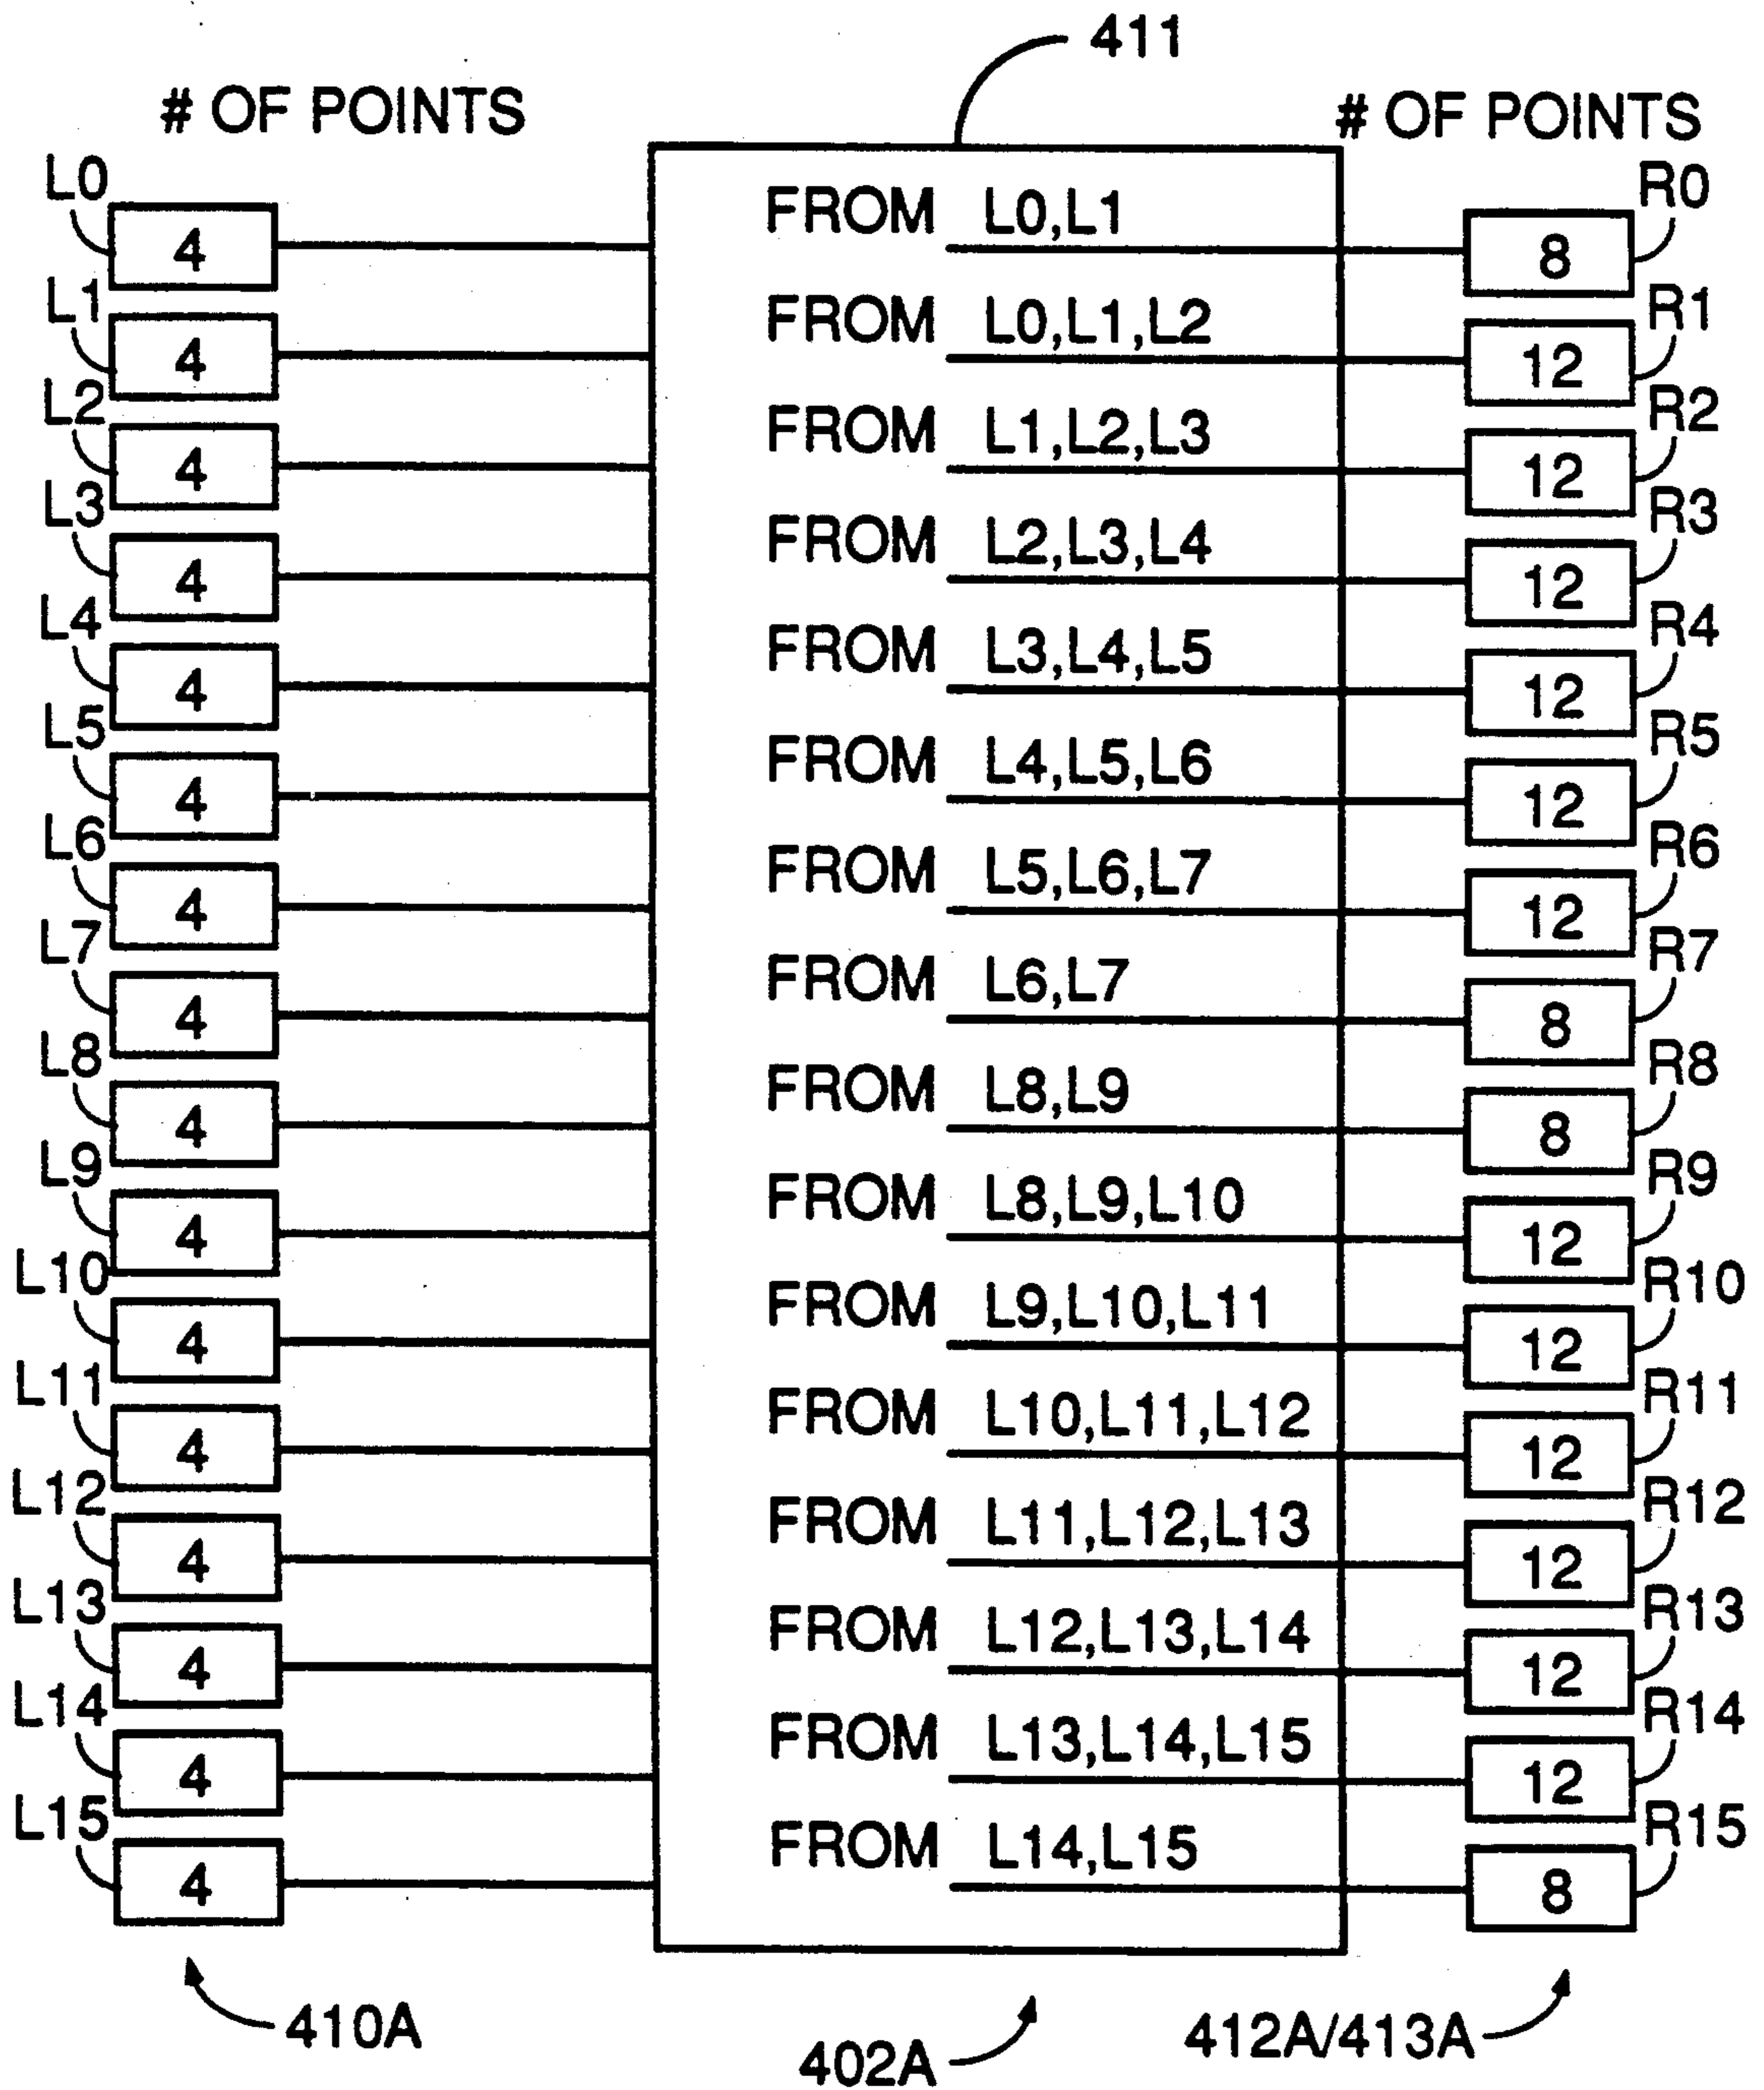 411
# OF POINTS
# OF POINTS
L0
4
FROM L0,L1
8
R0
L1
4
FROM L0,L1,L2
12
R1
L2
4
FROM L1,L2,L3
12
R2
L3
4
FROM L2,L3,L4
12
R3
L4
4
FROM L3,L4,L5
12
R4
L5
4
FROM L4,L5,L6
12
R5
L6
4
FROM L5,L6,L7
12
R6
L7
4
FROM L6,L7
8
R7
L8
4
FROM L8,L9
8
R8
L9
4
FROM L8,L9,L10
12
R9
L10
4
FROM L9,L10,L11
12
R10
L11
4
FROM L10,L11,L12
12
R11
L12
4
FROM L11,L12,L13
12
R12
L13
4
FROM L12,L13,L14
12
R13
L14
4
FROM L13,L14,L15
12
R14
L15
4
FROM L14,L15
8
R15
410A
402A
412A/413A